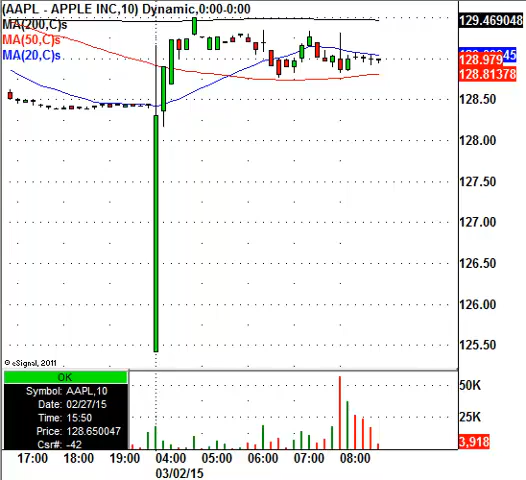 (AAPL - APPLE INC,10) Dynamic,0:00-0:00
MA(200,C)s
MA(50,C)s
MA(20,C)s
129.469048
128.979
128.81378
128.50
128.00
127.50
127.00
126.50
126.00
125.50
© eSignal, 2011
OK
Symbol: AAPL,10
Date: 02/27/15
Time: 15:50
Price: 128.650047
Csr#: -42
50K
25K
3,918
17:00 18:00 19:00 04:00 05:00 06:00 07:00 08:00
03/02/15